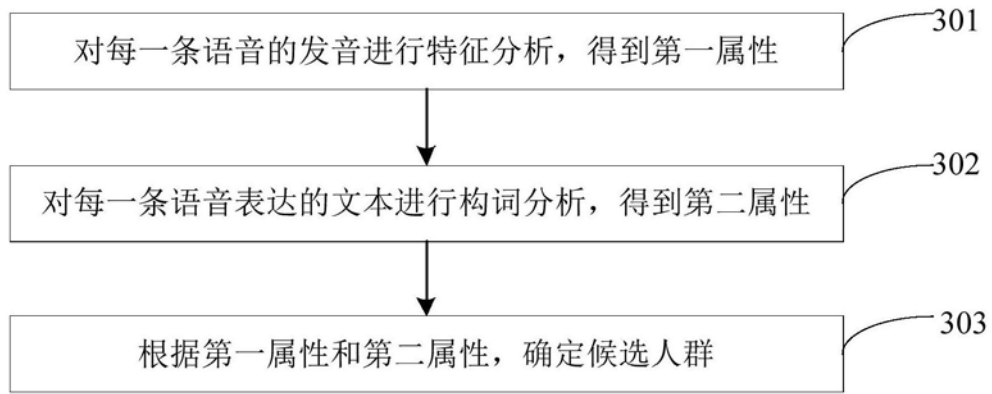 301
对每一条语音的发音进行特征分析，得到第一属性
302
对每一条语音表达的文本进行构词分析，得到第二属性
303
根据第一属性和第二属性，确定候选人群